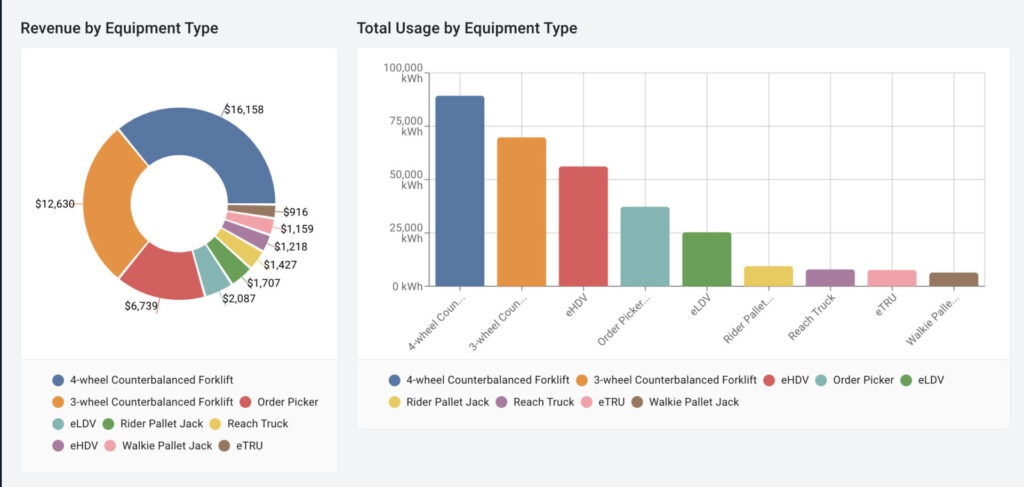 Revenue by Equipment Type
$16,158
$12,630
$916
$1,159
$1,218
$1,427
$1,707
$2,087
$6,739
4-wheel Counterbalanced Forklift
3-wheel Counterbalanced Forklift Order Picker
eLDV Rider Pallet Jack Reach Truck
eHDV Walkie Pallet Jack eTRU
Total Usage by Equipment Type
100,000
kWh
75,000
kWh
50,000
kWh
25,000
kWh
0 kWh
4-wheel Coun...
3-wheel Coun...
eHDV
Order Picker...
eLDV
Rider Pallet...
Reach Truck
eTRU
Walkie Palle...
4-wheel Counterbalanced Forklift 3-wheel Counterbalanced Forklift eHDV Order Picker eLDV
Rider Pallet Jack Reach Truck eTRU Walkie Pallet Jack